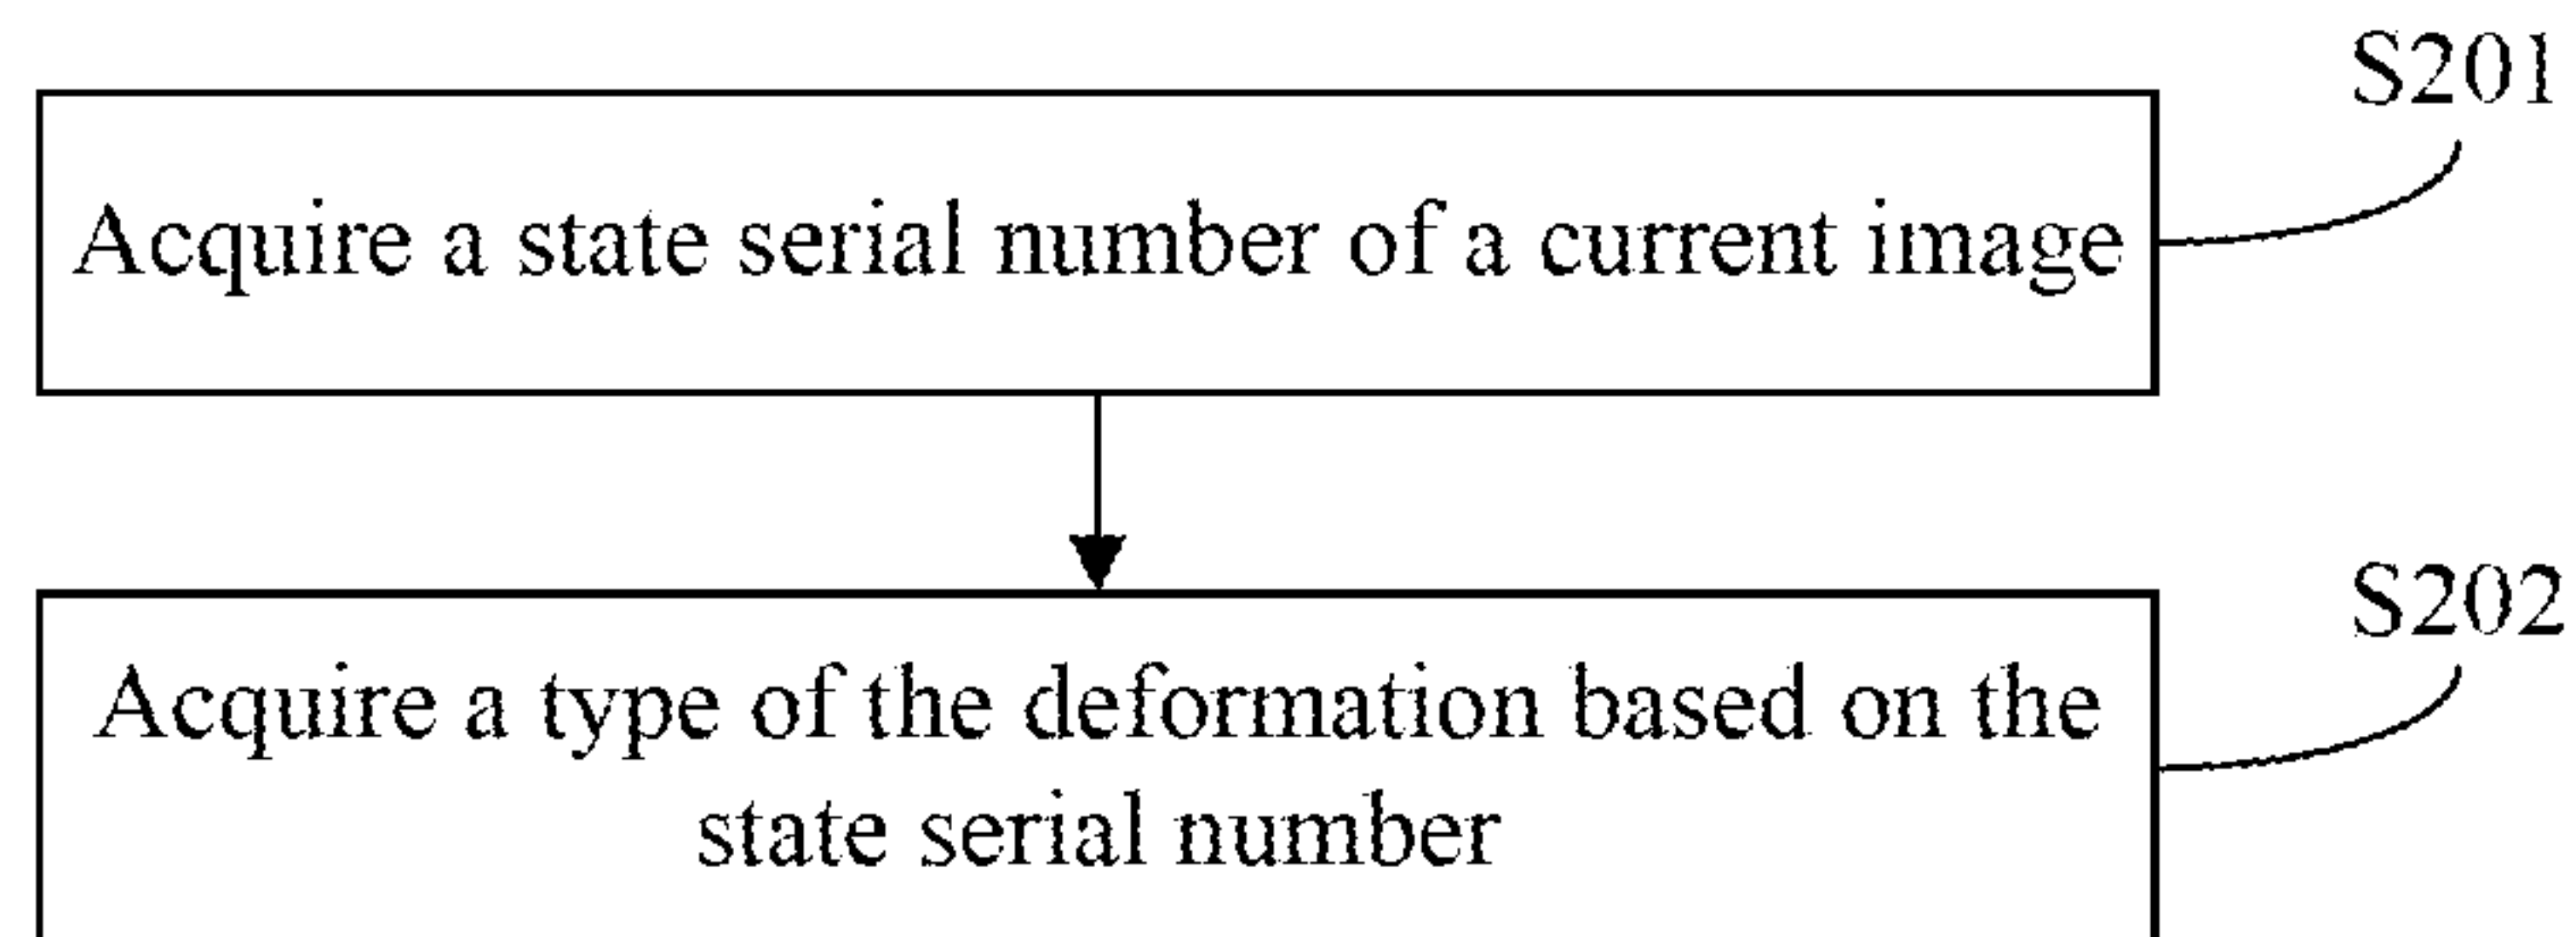 S201
Acquire a state serial number of a current image
S202
Acquire a type of the deformation based on the
state serial number